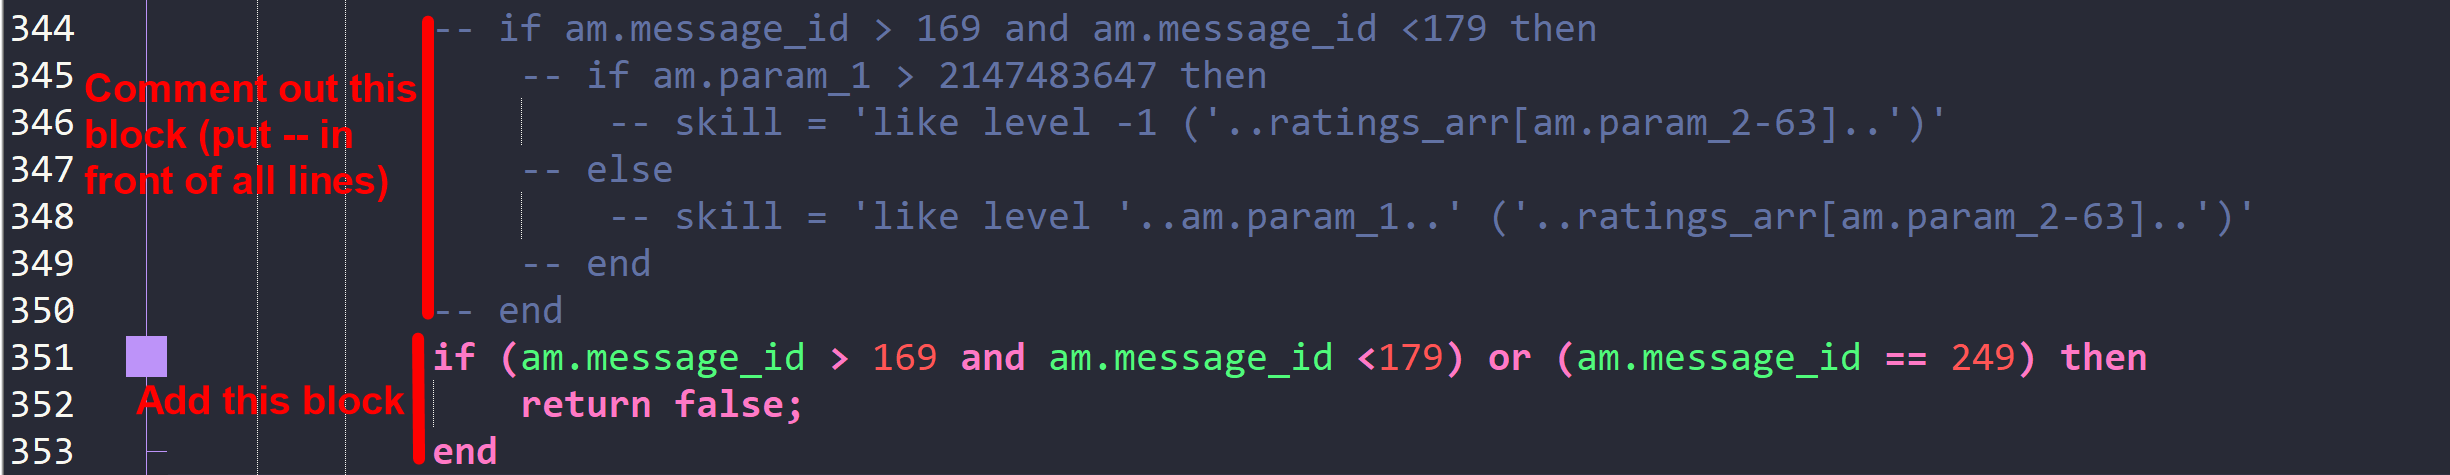 344 -- if am.message_id > 169 and am.message_id <179 then
345 -- if am.param_1 > 2147483647 then
346 -- skill = 'like level -1 ('..ratings_arr[am.param_2-63]..')'
347 -- else
348 -- skill = 'like level '..am.param_1..' ('..ratings_arr[am.param_2-63]..')'
349 -- end
350 -- end
351 if (am.message_id > 169 and am.message_id <179) or (am.message_id == 249) then
352 return false;
353 end
Comment out this
block (put -- in
front of all lines)
Add this block